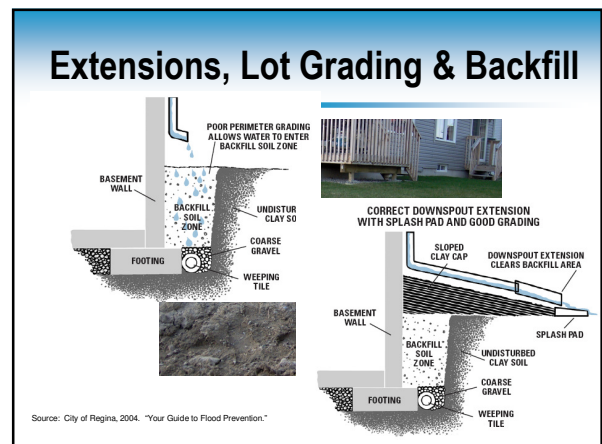 Extensions, Lot Grading & Backfill
POOR PERIMETER GRADING
ALLOWS WATER TO ENTER
BACKFILL SOIL ZONE
BASEMENT
WALL
BACKFILL
SOIL
ZONE
UNDISTURB
CLAY SO
COARSE
GRAVEL
FOOTING
WEEPING
TILE
CORRECT DOWNSPOUT EXTENSION
WITH SPLASH PAD AND GOOD GRADING
SLOPED
CLAY CAP
DOWNSPOUT EXTENSION
CLEARS BACKFILL AREA
BASEMENT
WALL
SPLASH PAD
BACKFILL
SOIL
ZONE
UNDISTURBED
CLAY SOIL
COARSE
GRAVEL
FOOTING
WEEPING
TILE
Source: City of Regina, 2004. "Your Guide to Flood Prevention."